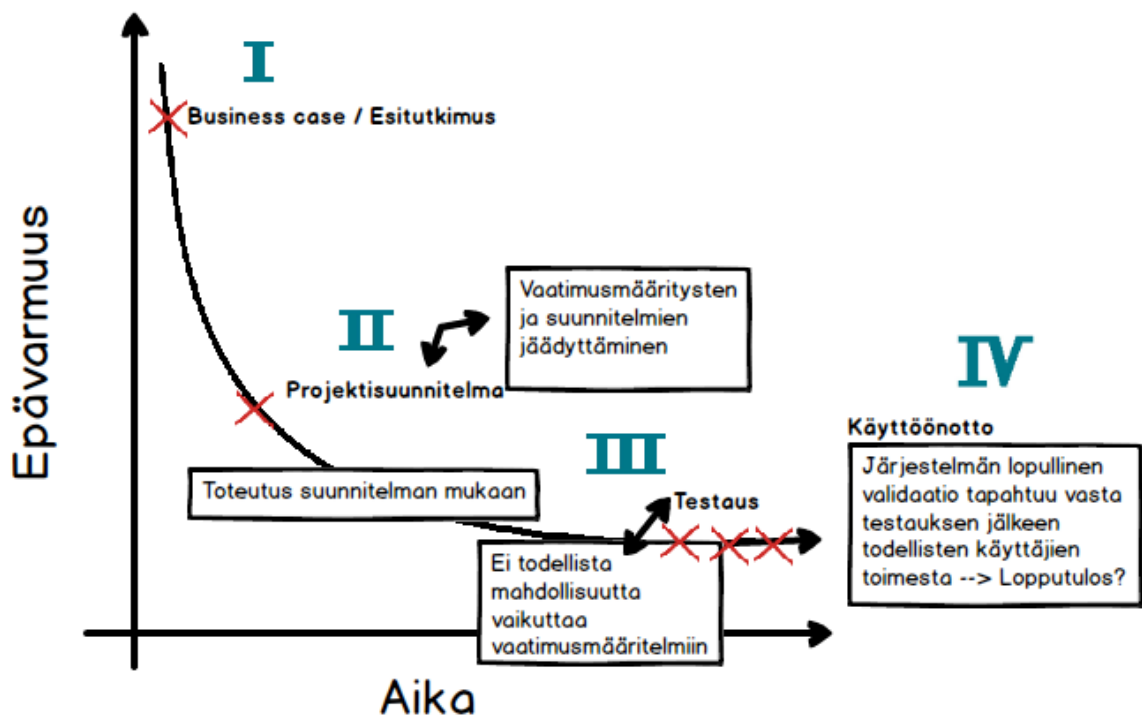 I
Business case / Esitutkimus
Epävarmuus
II
Vaatimusmääritysten
ja suunnitelmien
jäädyttäminen
Projektisuunnitelma
IV
III
Käyttöönotto
Järjestelmän lopullinen
validaatio tapahtuu vasta
testauksen jälkeen
todellisten käyttäjien
toimesta --> Lopputulos?
Toteutus suunnitelman mukaan
Testaus
Ei todellista
mahdollisuutta
vaikuttaa
vaatimusmääritelmiin
Aika